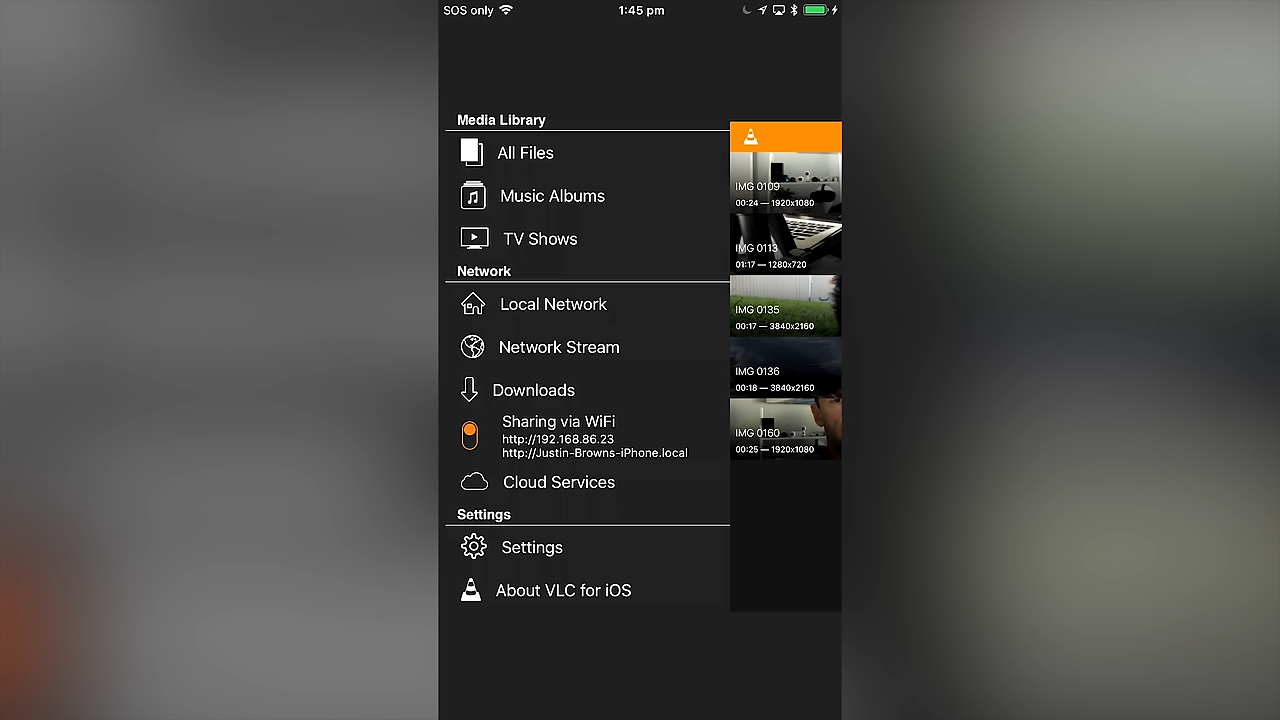 SOS only
1:45 pm
Media Library
All Files
Music Albums
TV Shows
Network
Local Network
Network Stream
Downloads
Sharing via WiFi
http://192.168.86.23
http://Justin-Browns-iPhone.local
Cloud Services
Settings
Settings
About VLC for iOS
IMG 0109
00:24 — 1920x1080
IMG 0113
01:17 — 1280x720
IMG 0135
00:17 — 3840x2160
IMG 0136
00:18 — 3840x2160
IMG 0160
00:25 — 1920x1080